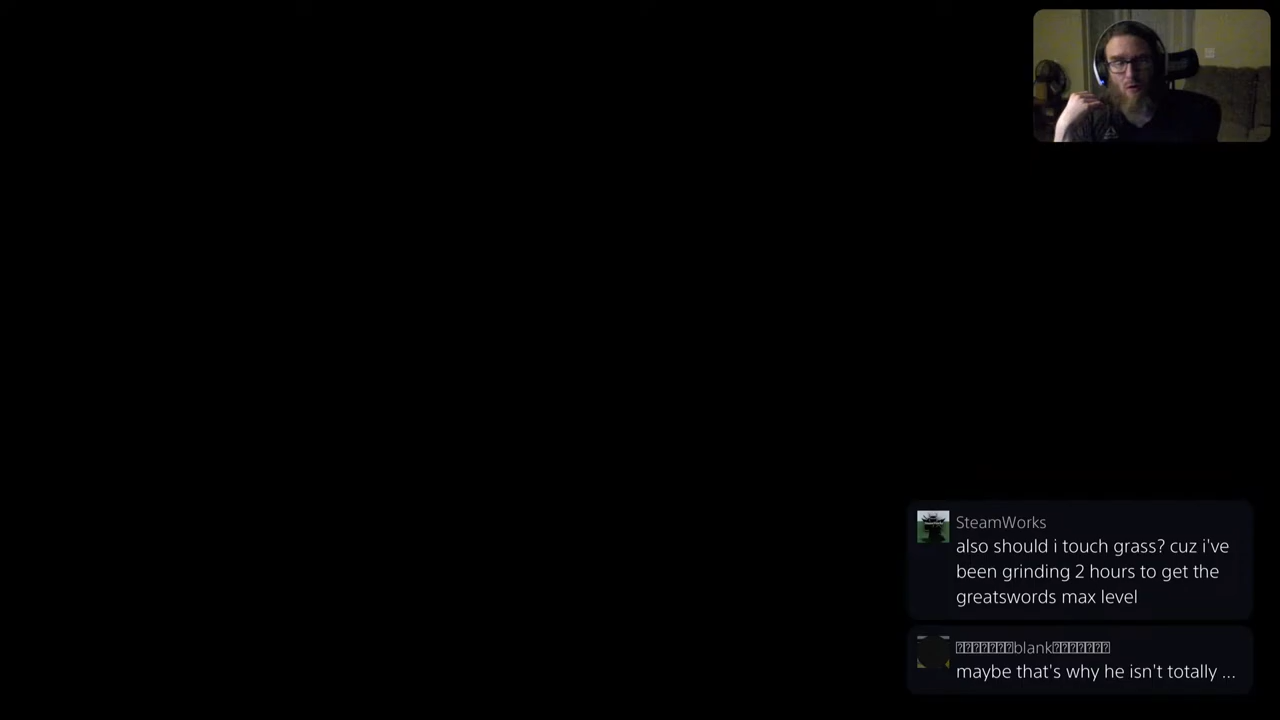 SteamWorks
also should i touch grass? cuz i've
been grinding 2 hours to get the
greatswords max level
blank
maybe that's why he isn't totally ...